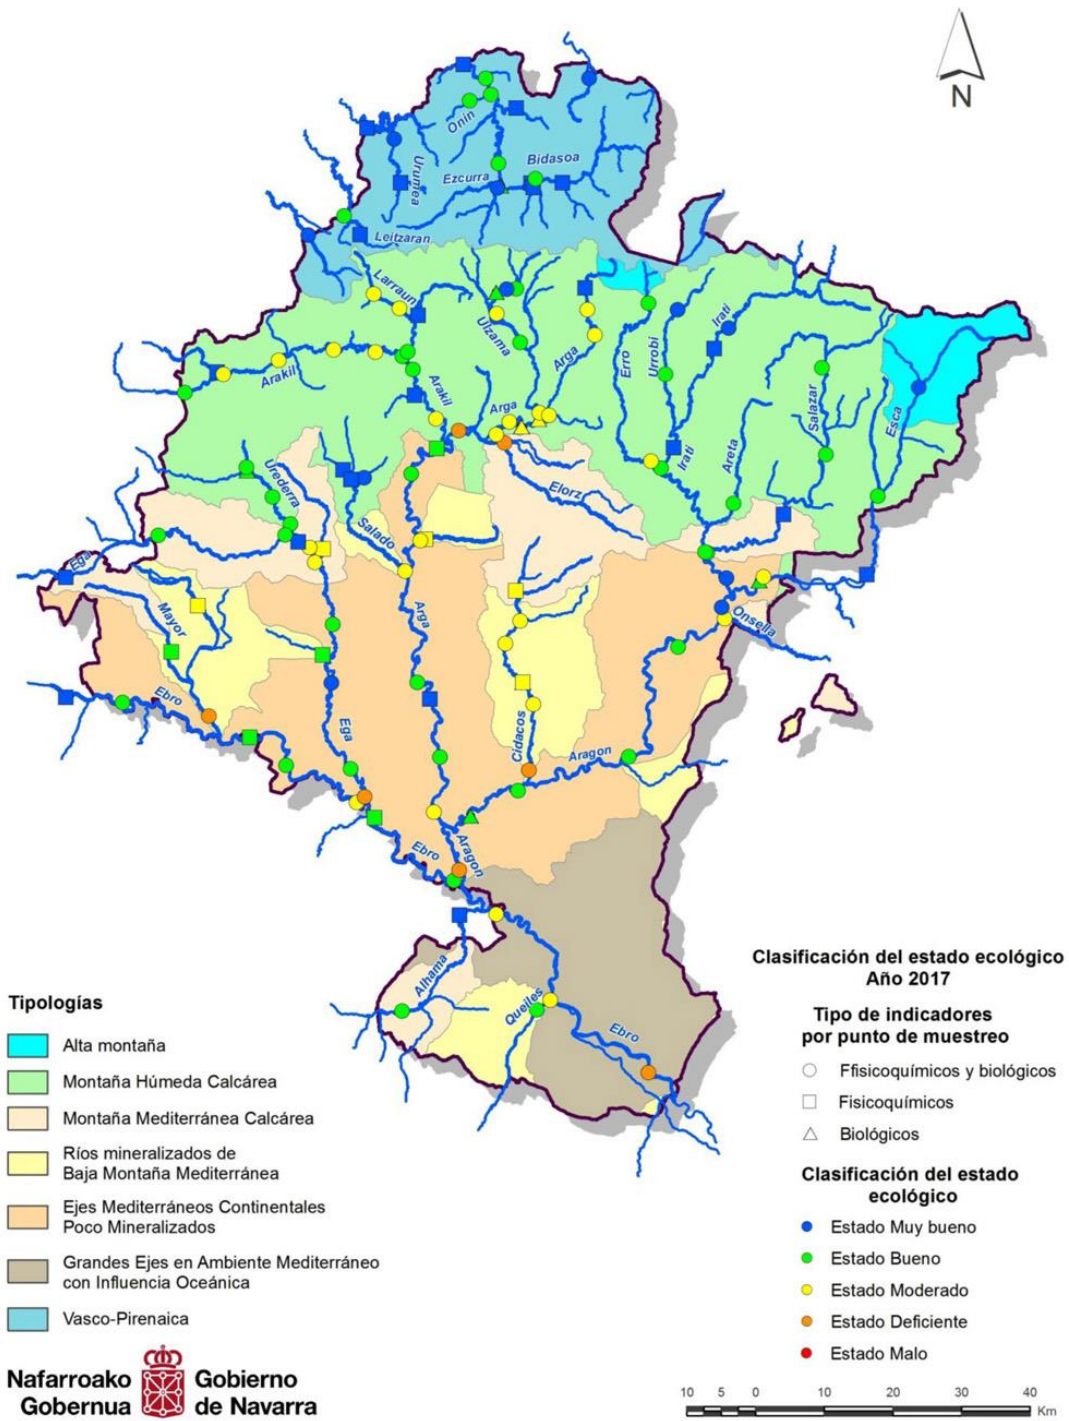 N
Onin
Bidasoa
Urumea
Ezcurra
Leitzaran
Larraun
Ulzama
Arga
Erro
Urrobi
Irati
Arakil
Arakil
Arga
Salazar
Esca
Areta
Irati
Urederra
Elorz
Salado
Ega
Mayor
Arga
Onsella
Ebro
Ega
Cidacos
Aragon
Ebro
Aragon
Alhama
Queiles
Ebro
Clasificación del estado ecológico
Año 2017
Tipo de indicadores
por punto de muestreo
Ffisicoquímicos y biológicos
Fisicoquímicos
Biológicos
Clasificación del estado
ecológico
Estado Muy bueno
Estado Bueno
Estado Moderado
Estado Deficiente
Estado Malo
Tipologías
Alta montaña
Montaña Húmeda Calcárea
Montaña Mediterránea Calcárea
Ríos mineralizados de
Baja Montaña Mediterránea
Ejes Mediterráneos Continentales
Poco Mineralizados
Grandes Ejes en Ambiente Mediterráneo
con Influencia Oceánica
Vasco-Pirenaica
Nafarroako
Gobernua
Gobierno
de Navarra
10 5 0 10 20 30 40
Km